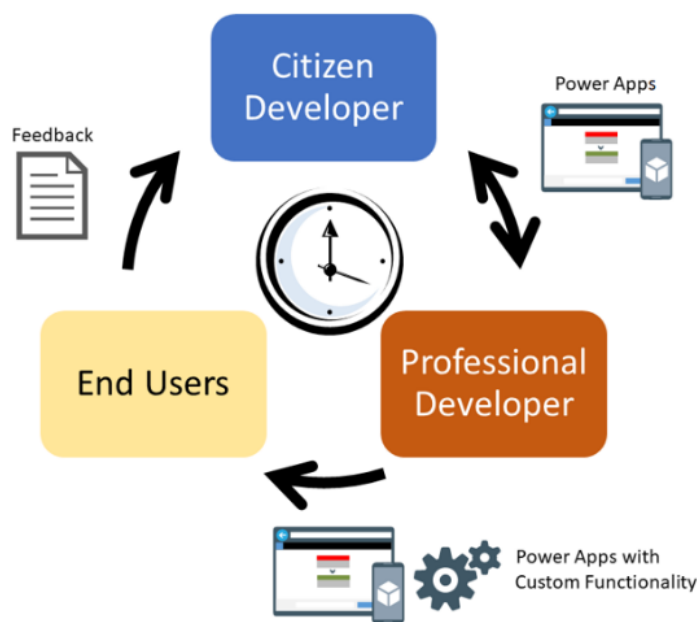 Citizen
Developer
Power Apps
Feedback
End Users
Professional
Developer
Power Apps with
Custom Functionality